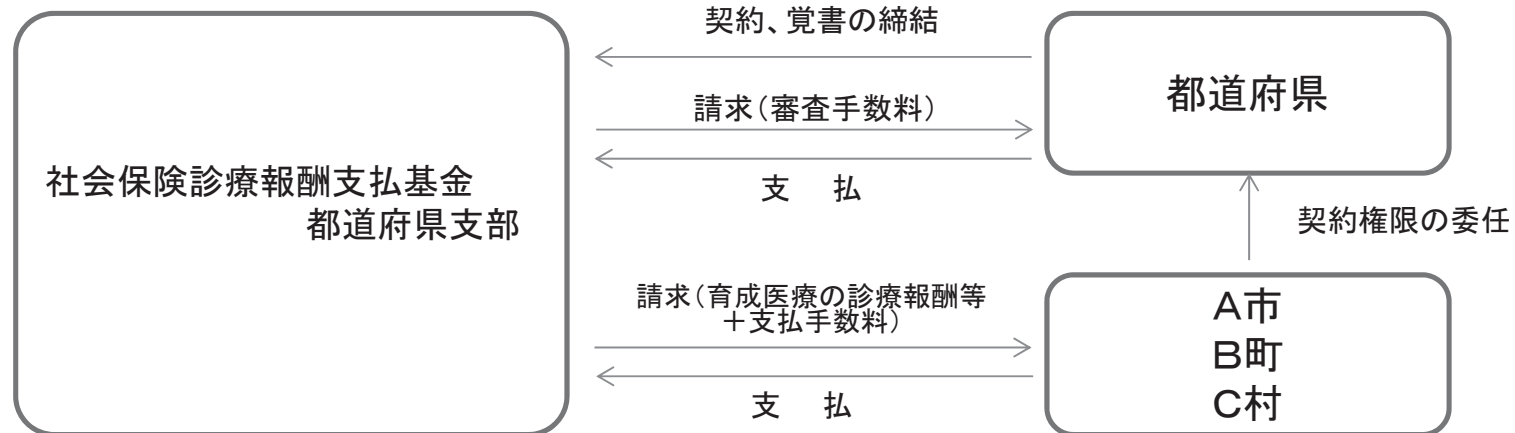 契約、覚書の締結
都道府県
請求（審査手数料）
支　払
社会保険診療報酬支払基金
都道府県支部
契約権限の委任
請求（育成医療の診療報酬等
＋支払手数料）
支　払
A市
B町
C村